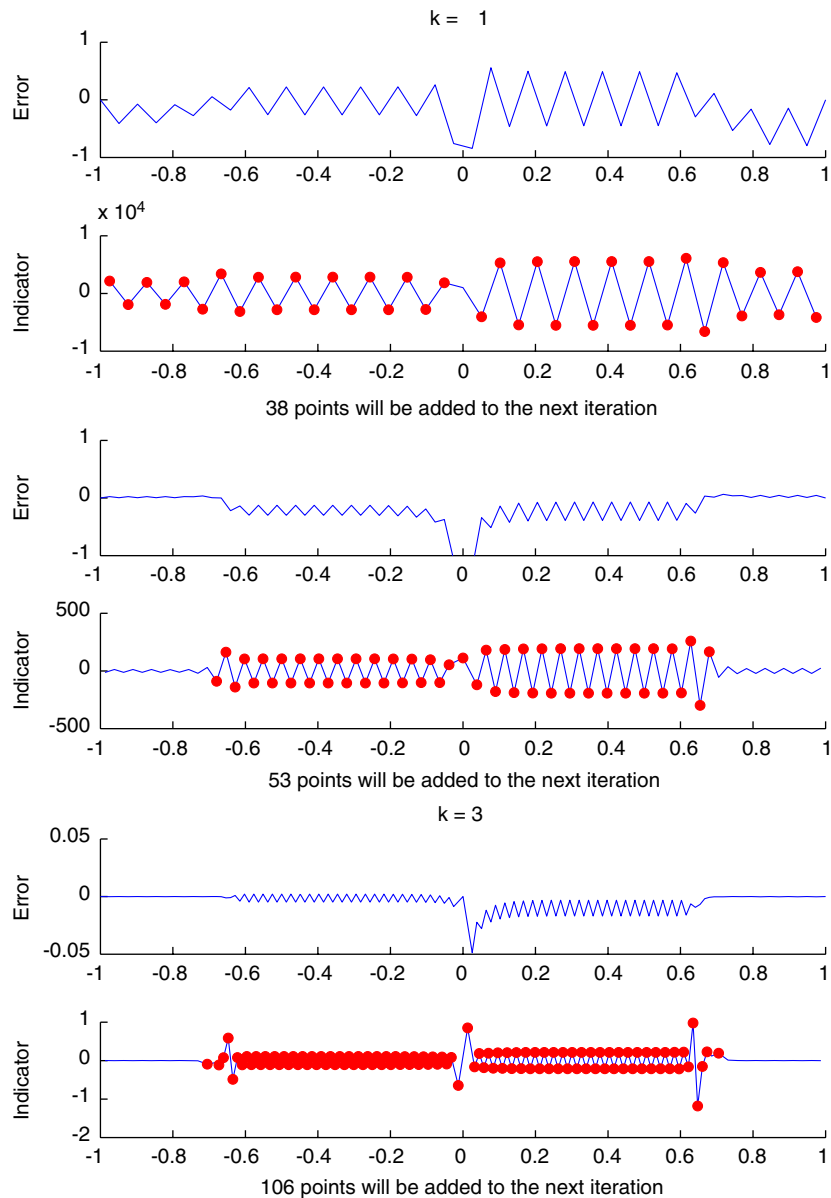 k = 1
1
0
-1
Error
-1 -0.8 -0.6 -0.4 -0.2 0 0.2 0.4 0.6 0.8 1
x 10^4
1
0
-1
Indicator
-1 -0.8 -0.6 -0.4 -0.2 0 0.2 0.4 0.6 0.8 1
38 points will be added to the next iteration
1
0
-1
Error
-1 -0.8 -0.6 -0.4 -0.2 0 0.2 0.4 0.6 0.8 1
500
0
-500
Indicator
-1 -0.8 -0.6 -0.4 -0.2 0 0.2 0.4 0.6 0.8 1
53 points will be added to the next iteration
k = 3
0.05
0
-0.05
Error
-1 -0.8 -0.6 -0.4 -0.2 0 0.2 0.4 0.6 0.8 1
1
0
-1
-2
Indicator
-1 -0.8 -0.6 -0.4 -0.2 0 0.2 0.4 0.6 0.8 1
106 points will be added to the next iteration